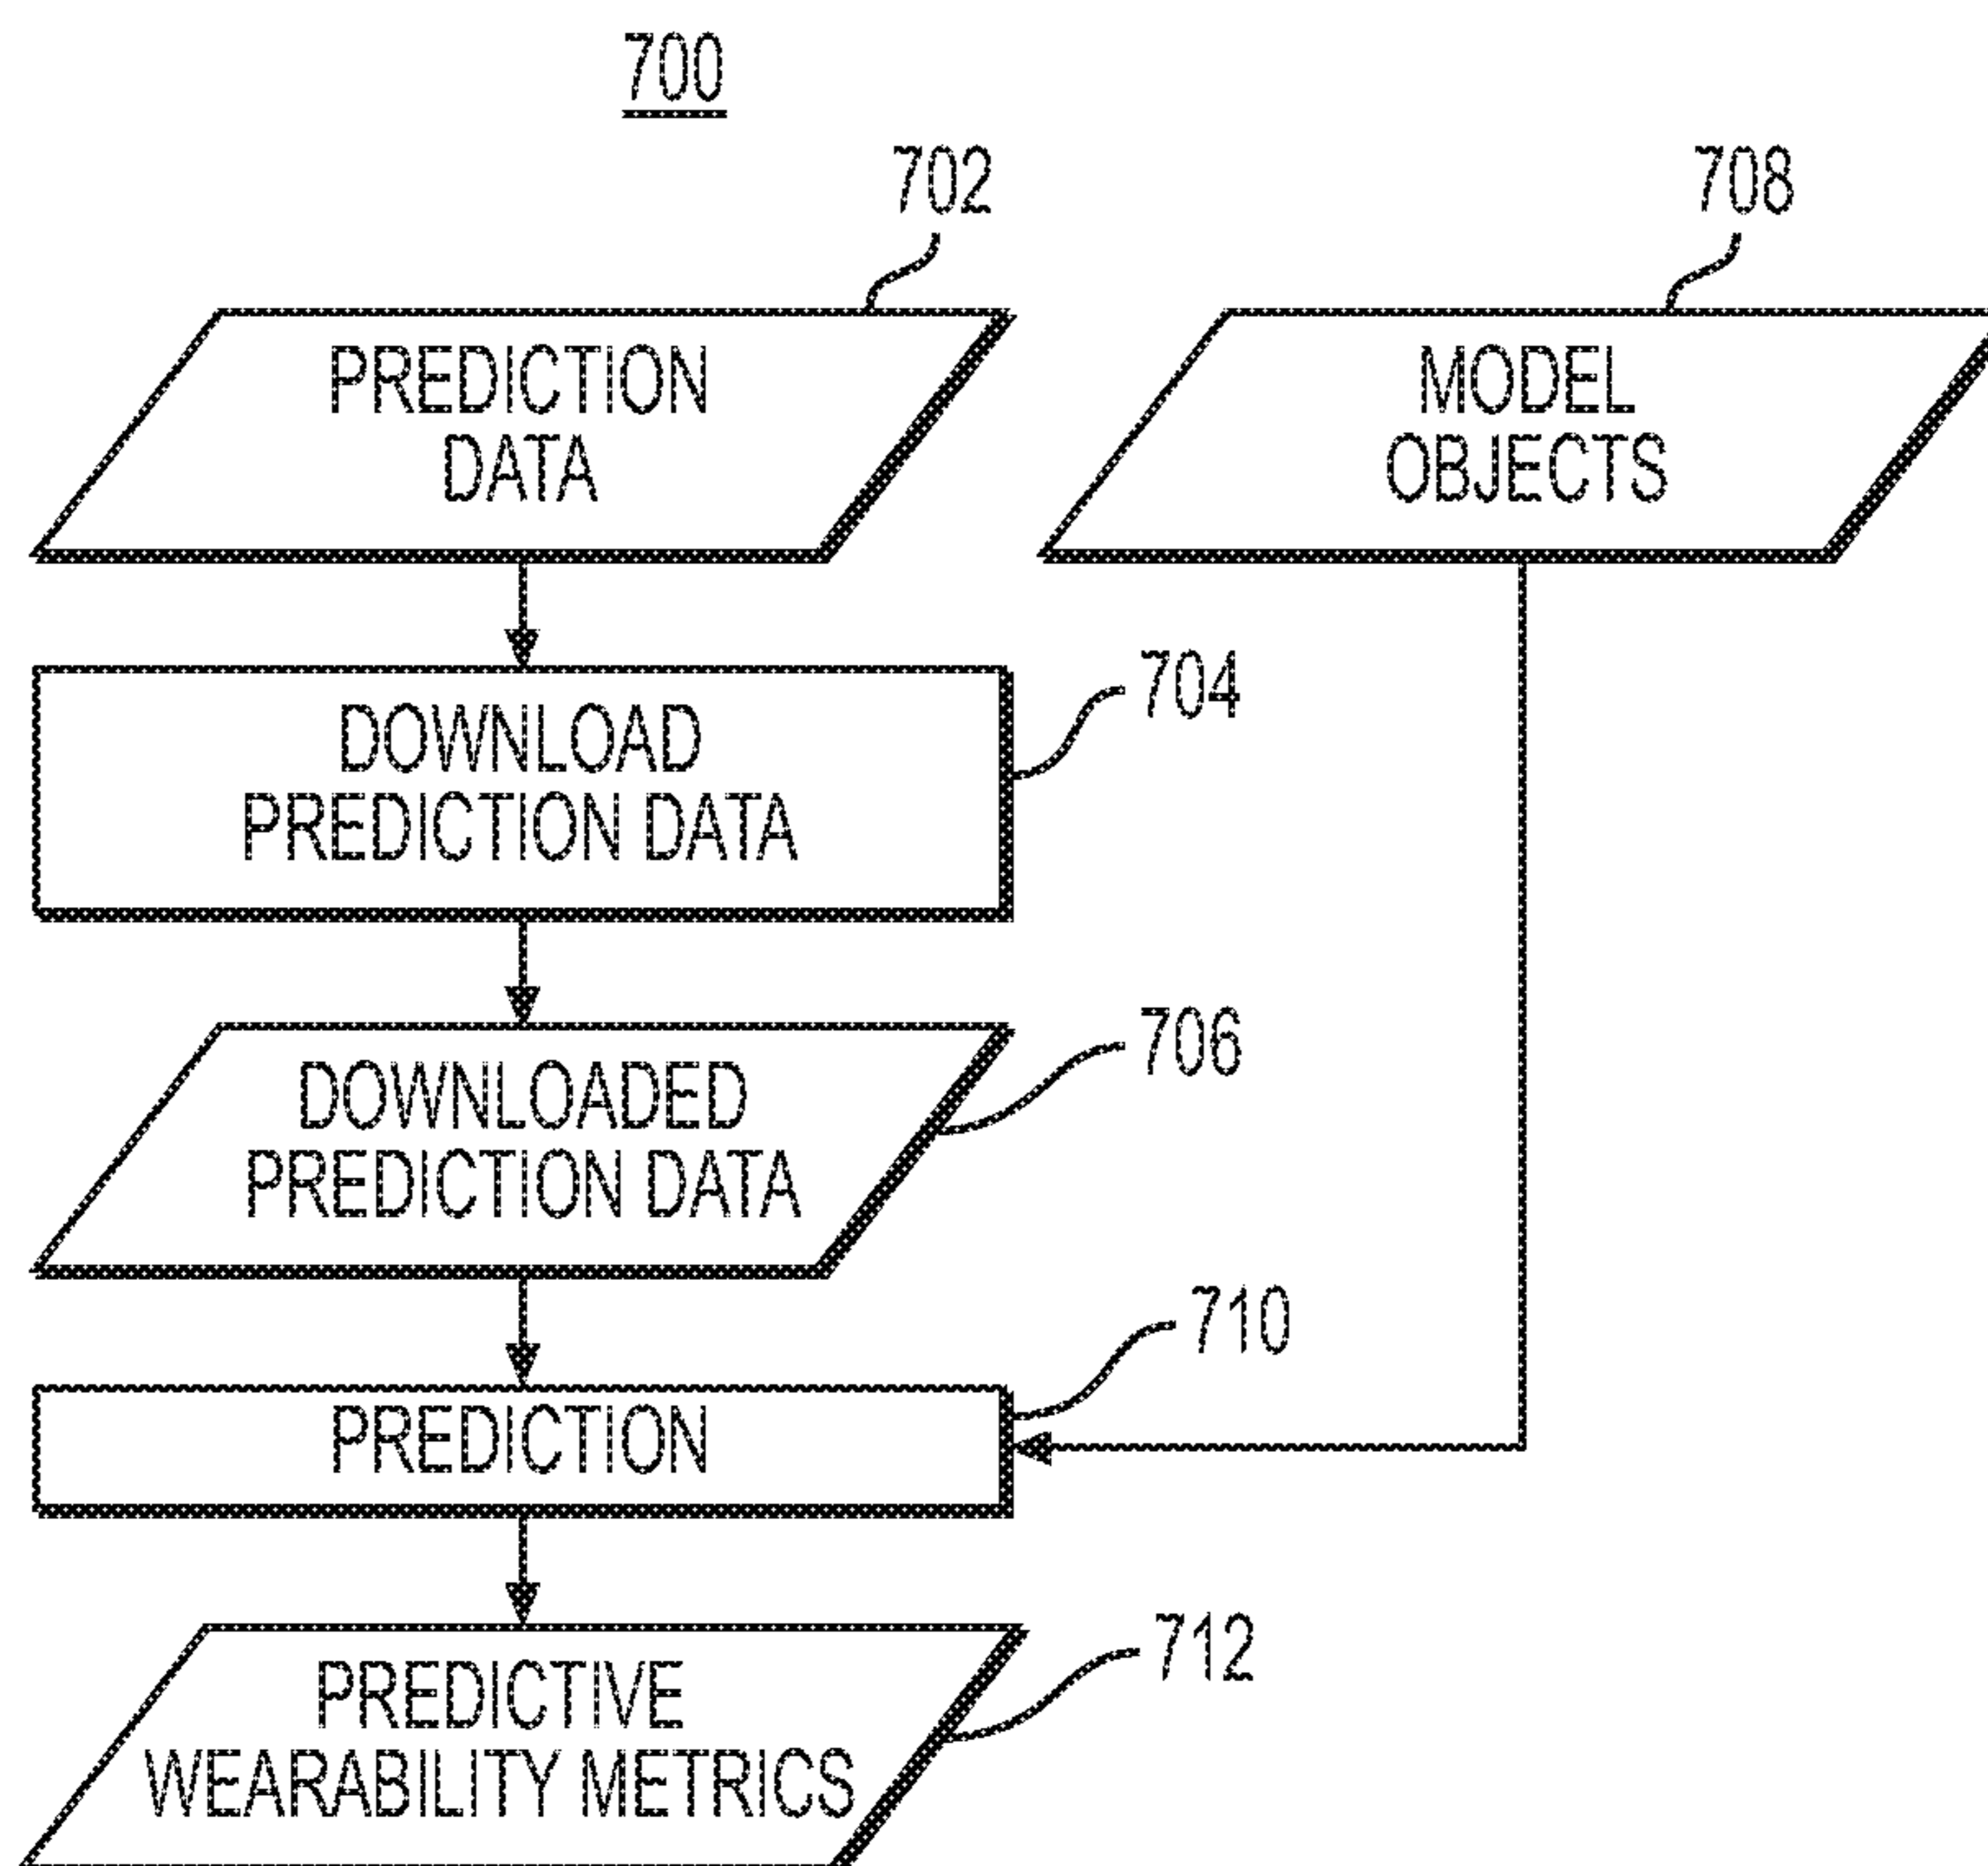 700
702
708
PREDICTION
DATA
MODEL
OBJECTS
704
DOWNLOAD
PREDICTION DATA
706
DOWNLOADED
PREDICTION DATA
710
PREDICTION
712
PREDICTIVE
WEARABILITY METRICS